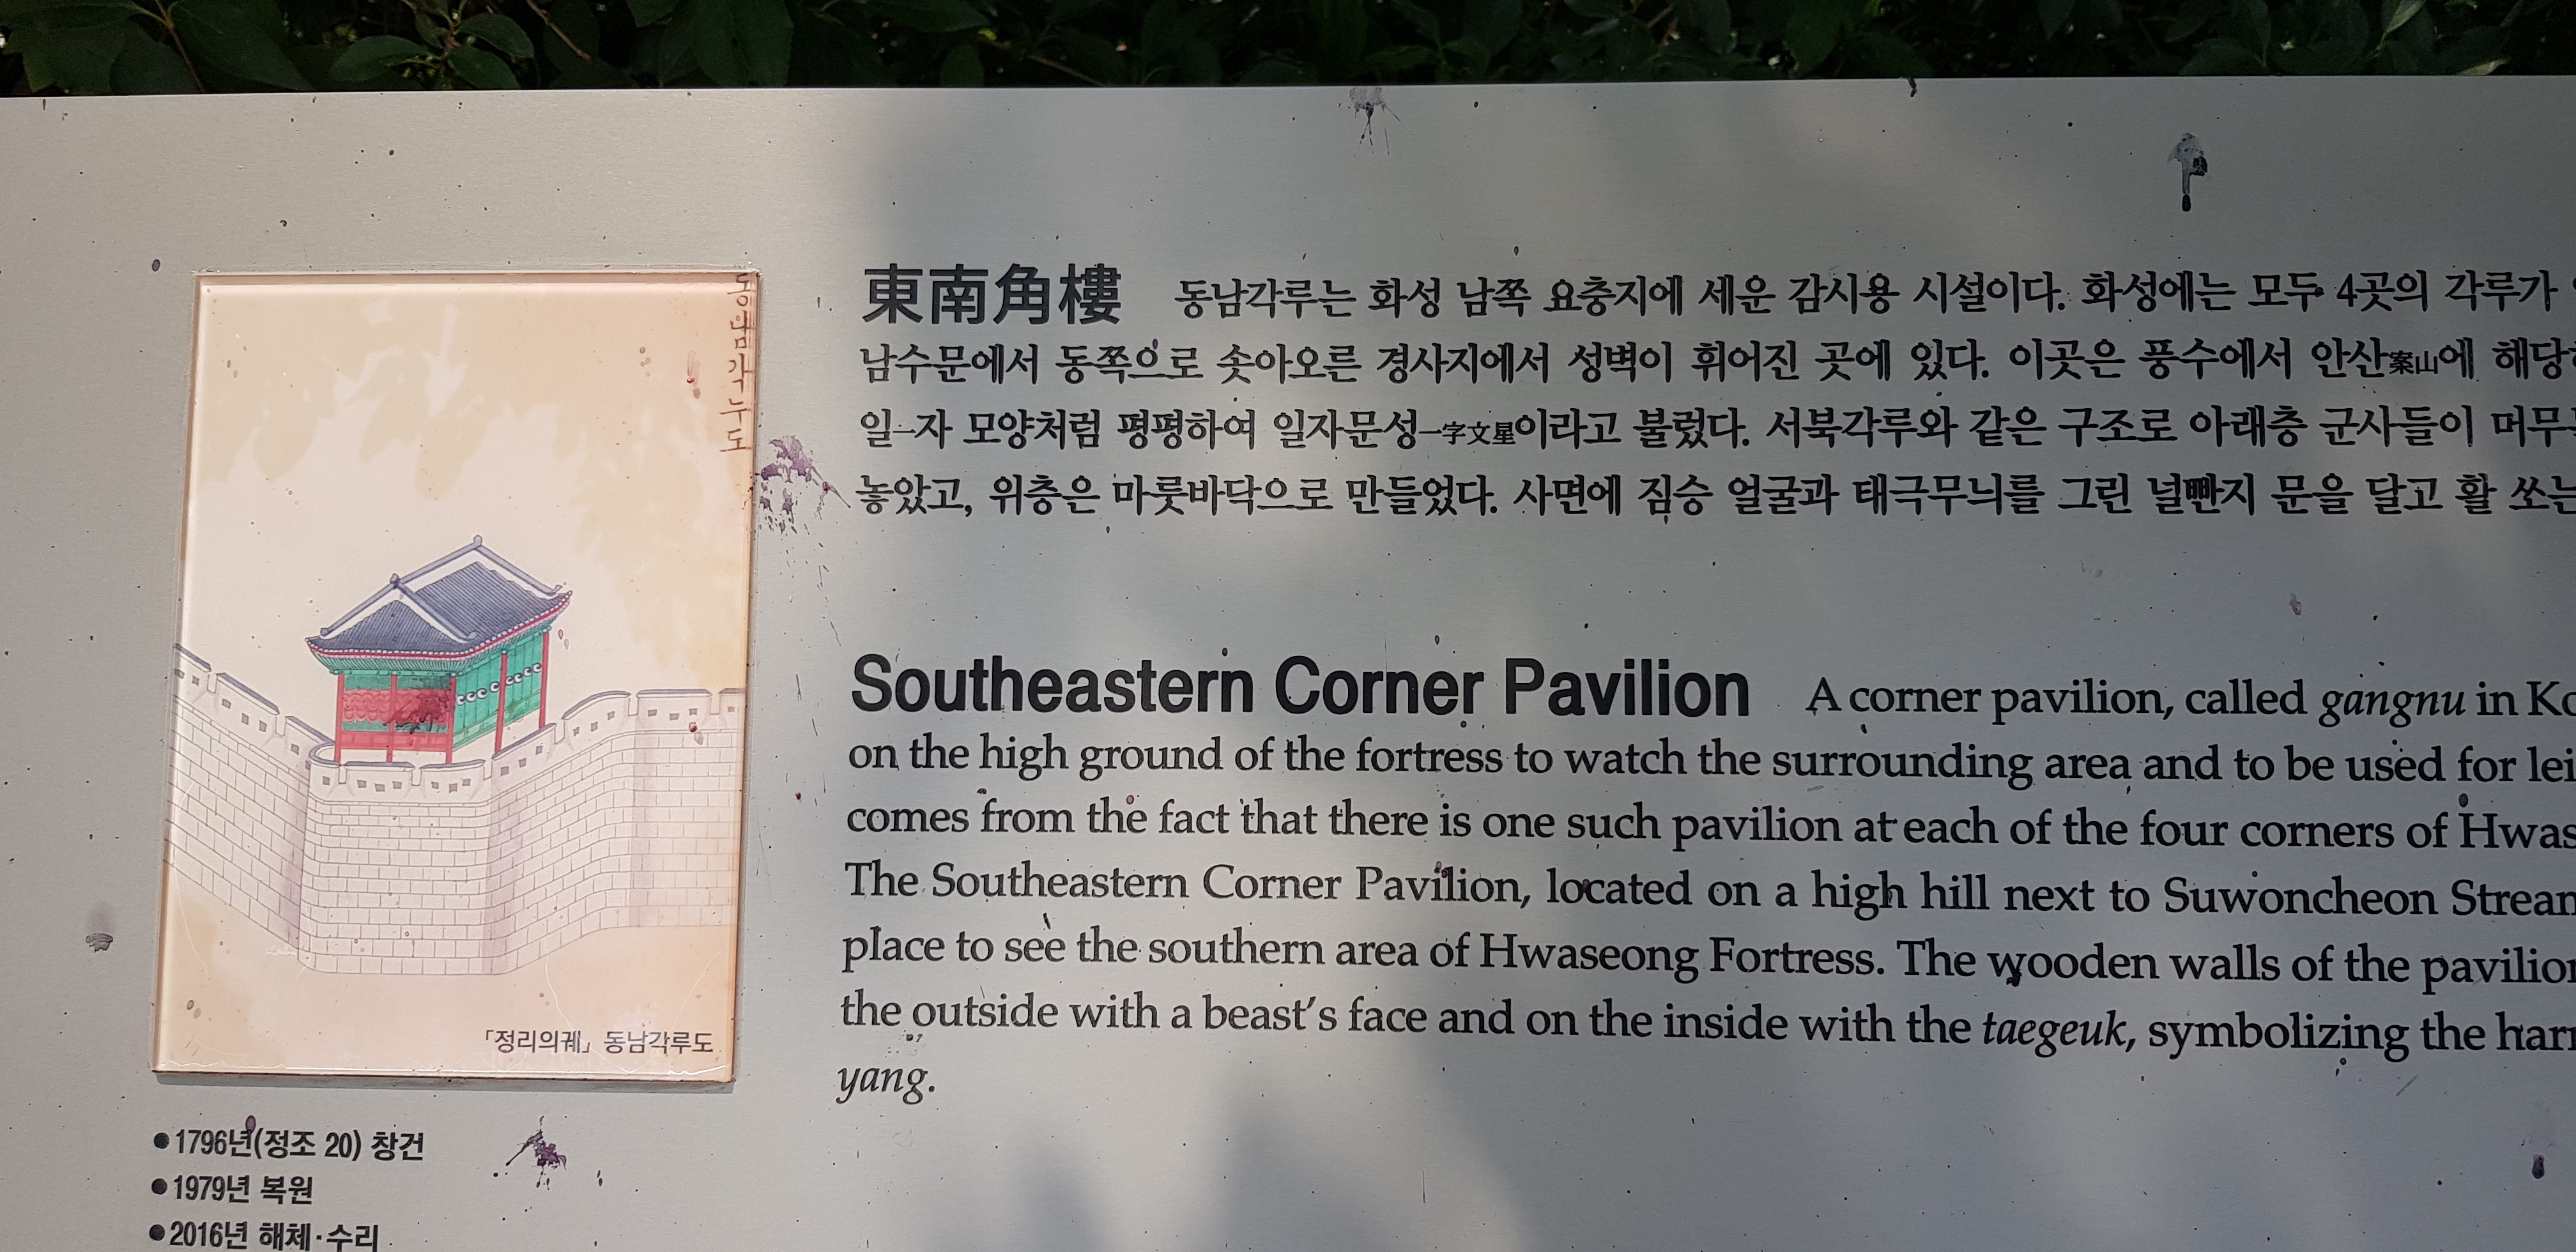 동남각누도
「정리의궤」 동남각루도
●1796년(정조 20) 창건
●1979년 복원
●2016년 해체·수리
東南角樓 동남각루는 화성 남쪽 요충지에 세운 감시용 시설이다. 화성에는 모두 4곳의 각루가
남수문에서 동쪽으로 솟아오른 경사지에서 성벽이 휘어진 곳에 있다. 이곳은 풍수에서 안산案山에 해당
일一자 모양처럼 평평하여 일자문성一字文星이라고 불렀다. 서북각루와 같은 구조로 아래층 군사들이 머무
놓았고, 위층은 마룻바닥으로 만들었다. 사면에 짐승 얼굴과 태극무늬를 그린 널빤지 문을 달고 활 쏘는
Southeastern Corner Pavilion A corner pavilion, called gangnu in Ko
on the high ground of the fortress to watch the surrounding area and to be used for lei
comes from the fact that there is one such pavilion at each of the four corners of Hwas
The Southeastern Corner Pavilion, located on a high hill next to Suwoncheon Stream
place to see the southern area of Hwaseong Fortress. The wooden walls of the pavilion
the outside with a beast's face and on the inside with the taegeuk, symbolizing the har
yang.